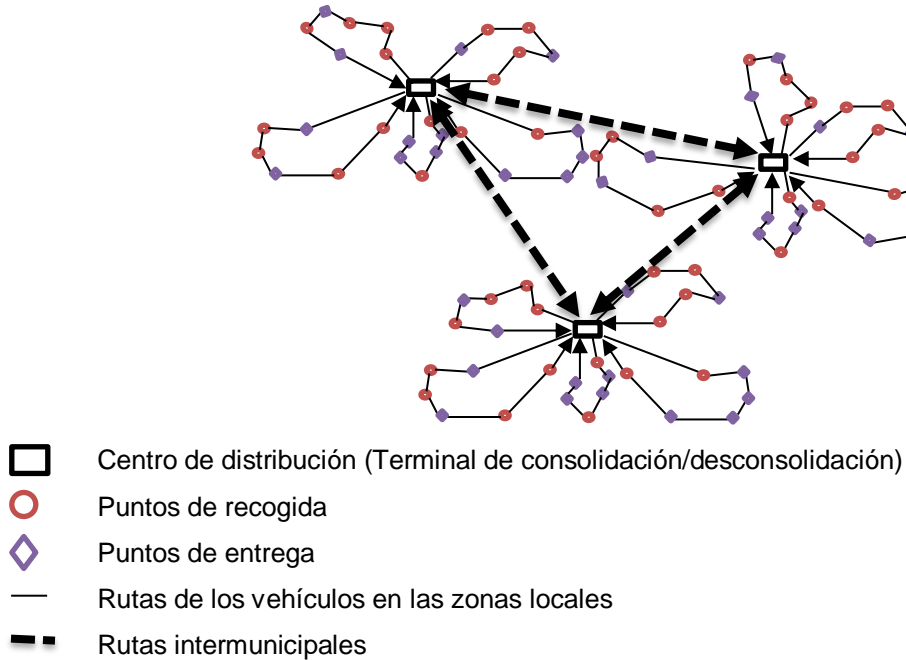 Centro de distribución (Terminal de consolidación/desconsolidación)
Puntos de recogida
Puntos de entrega
Rutas de los vehículos en las zonas locales
Rutas intermunicipales